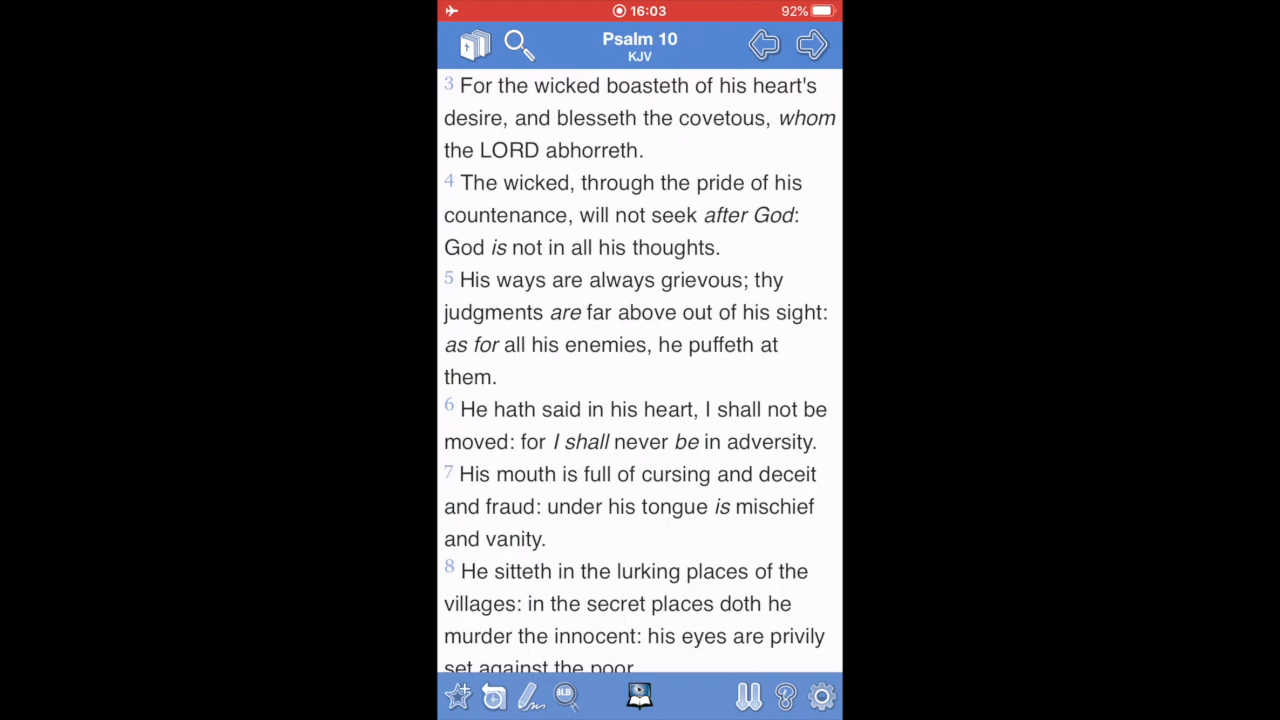 16:03
92%
Psalm 10
KJV
3 For the wicked boasteth of his heart's
desire, and blesseth the covetous, whom
the LORD abhorreth.
4 The wicked, through the pride of his
countenance, will not seek after God:
God is not in all his thoughts.
5 His ways are always grievous; thy
judgments are far above out of his sight:
as for all his enemies, he puffeth at
them.
6 He hath said in his heart, I shall not be
moved: for I shall never be in adversity.
7 His mouth is full of cursing and deceit
and fraud: under his tongue is mischief
and vanity.
8 He sitteth in the lurking places of the
villages: in the secret places doth he
murder the innocent: his eyes are privily
set against the poor.
BLB